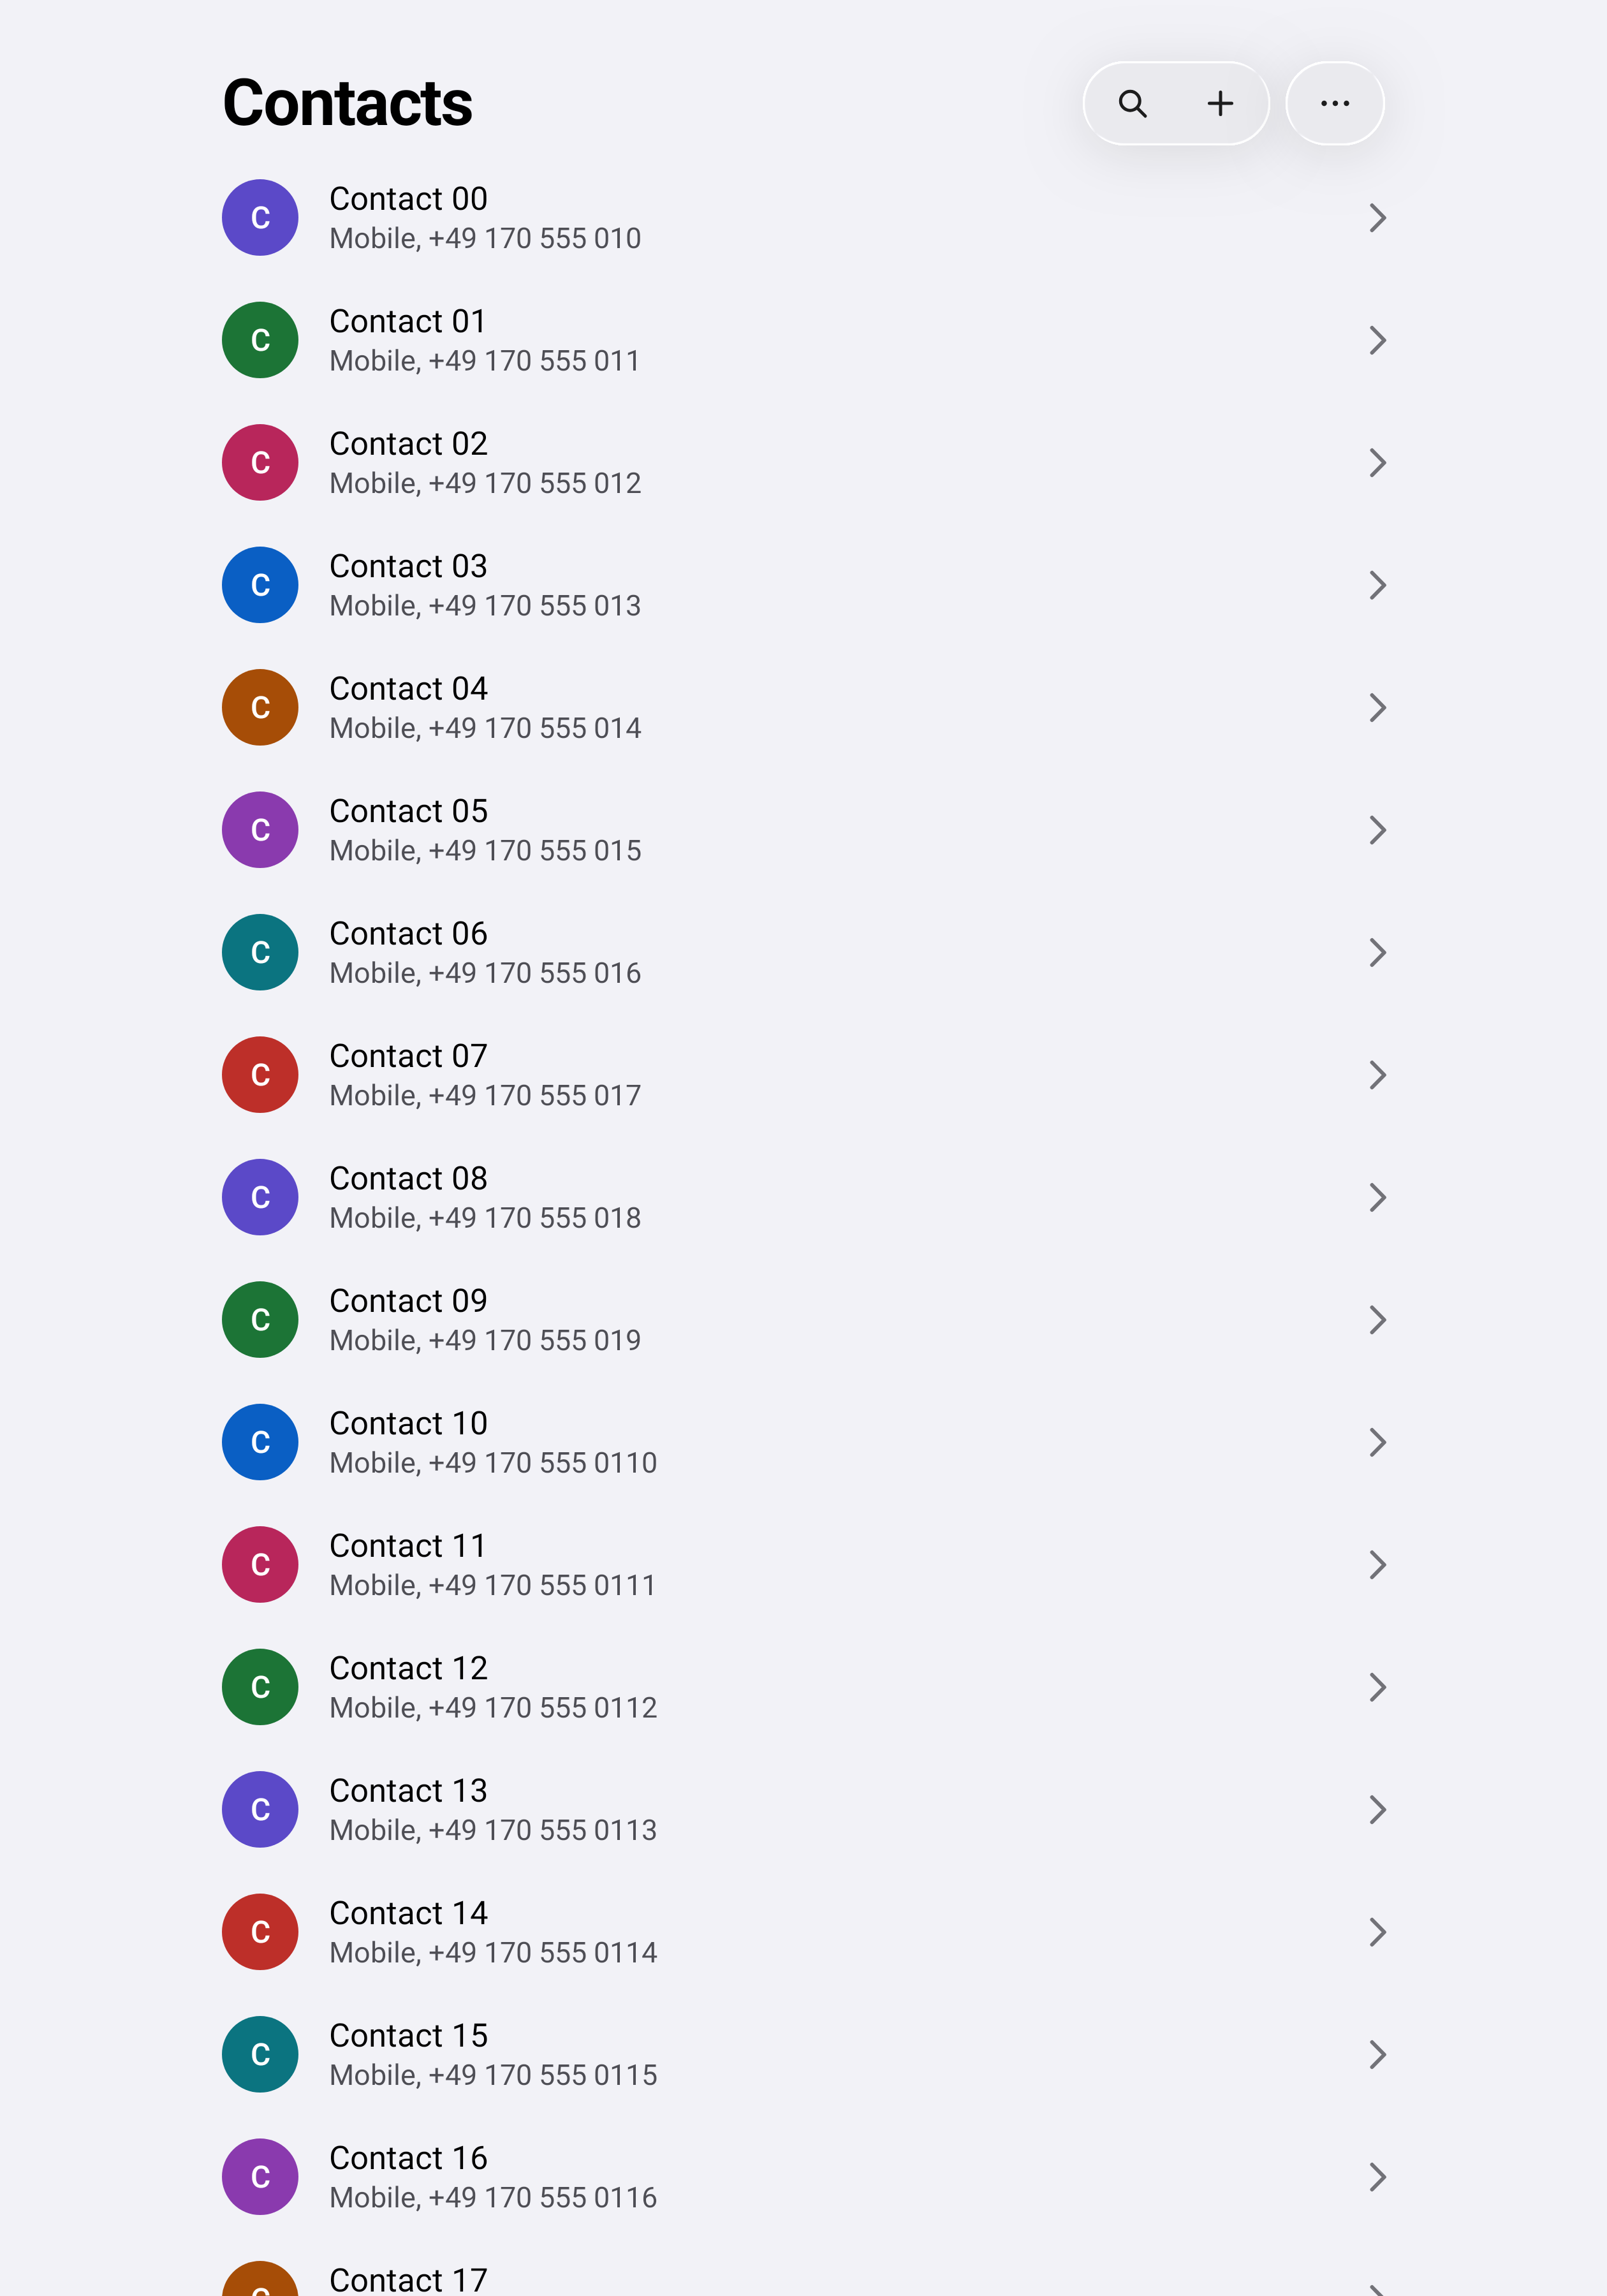 Contacts
C
Contact 00
Mobile, +49 170 555 010
C
Contact 01
Mobile, +49 170 555 011
C
Contact 02
Mobile, +49 170 555 012
C
Contact 03
Mobile, +49 170 555 013
C
Contact 04
Mobile, +49 170 555 014
C
Contact 05
Mobile, +49 170 555 015
C
Contact 06
Mobile, +49 170 555 016
C
Contact 07
Mobile, +49 170 555 017
C
Contact 08
Mobile, +49 170 555 018
C
Contact 09
Mobile, +49 170 555 019
C
Contact 10
Mobile, +49 170 555 0110
C
Contact 11
Mobile, +49 170 555 0111
C
Contact 12
Mobile, +49 170 555 0112
C
Contact 13
Mobile, +49 170 555 0113
C
Contact 14
Mobile, +49 170 555 0114
C
Contact 15
Mobile, +49 170 555 0115
C
Contact 16
Mobile, +49 170 555 0116
Contact 17